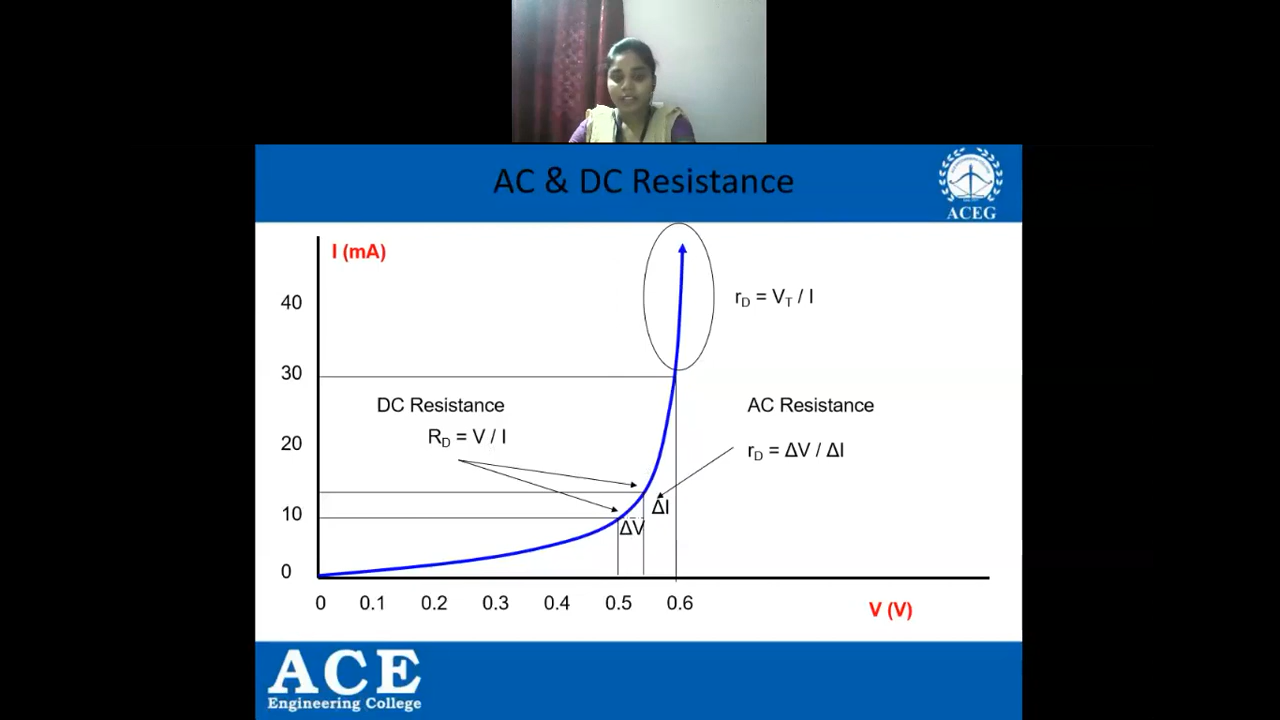 AC & DC Resistance
ACEG
I (mA)
40
r_D = V_T / I
30
DC Resistance
AC Resistance
R_D = V / I
20
r_D = ΔV / ΔI
ΔI
10
ΔV
0
0 0.1 0.2 0.3 0.4 0.5 0.6
V (V)
ACE
Engineering College